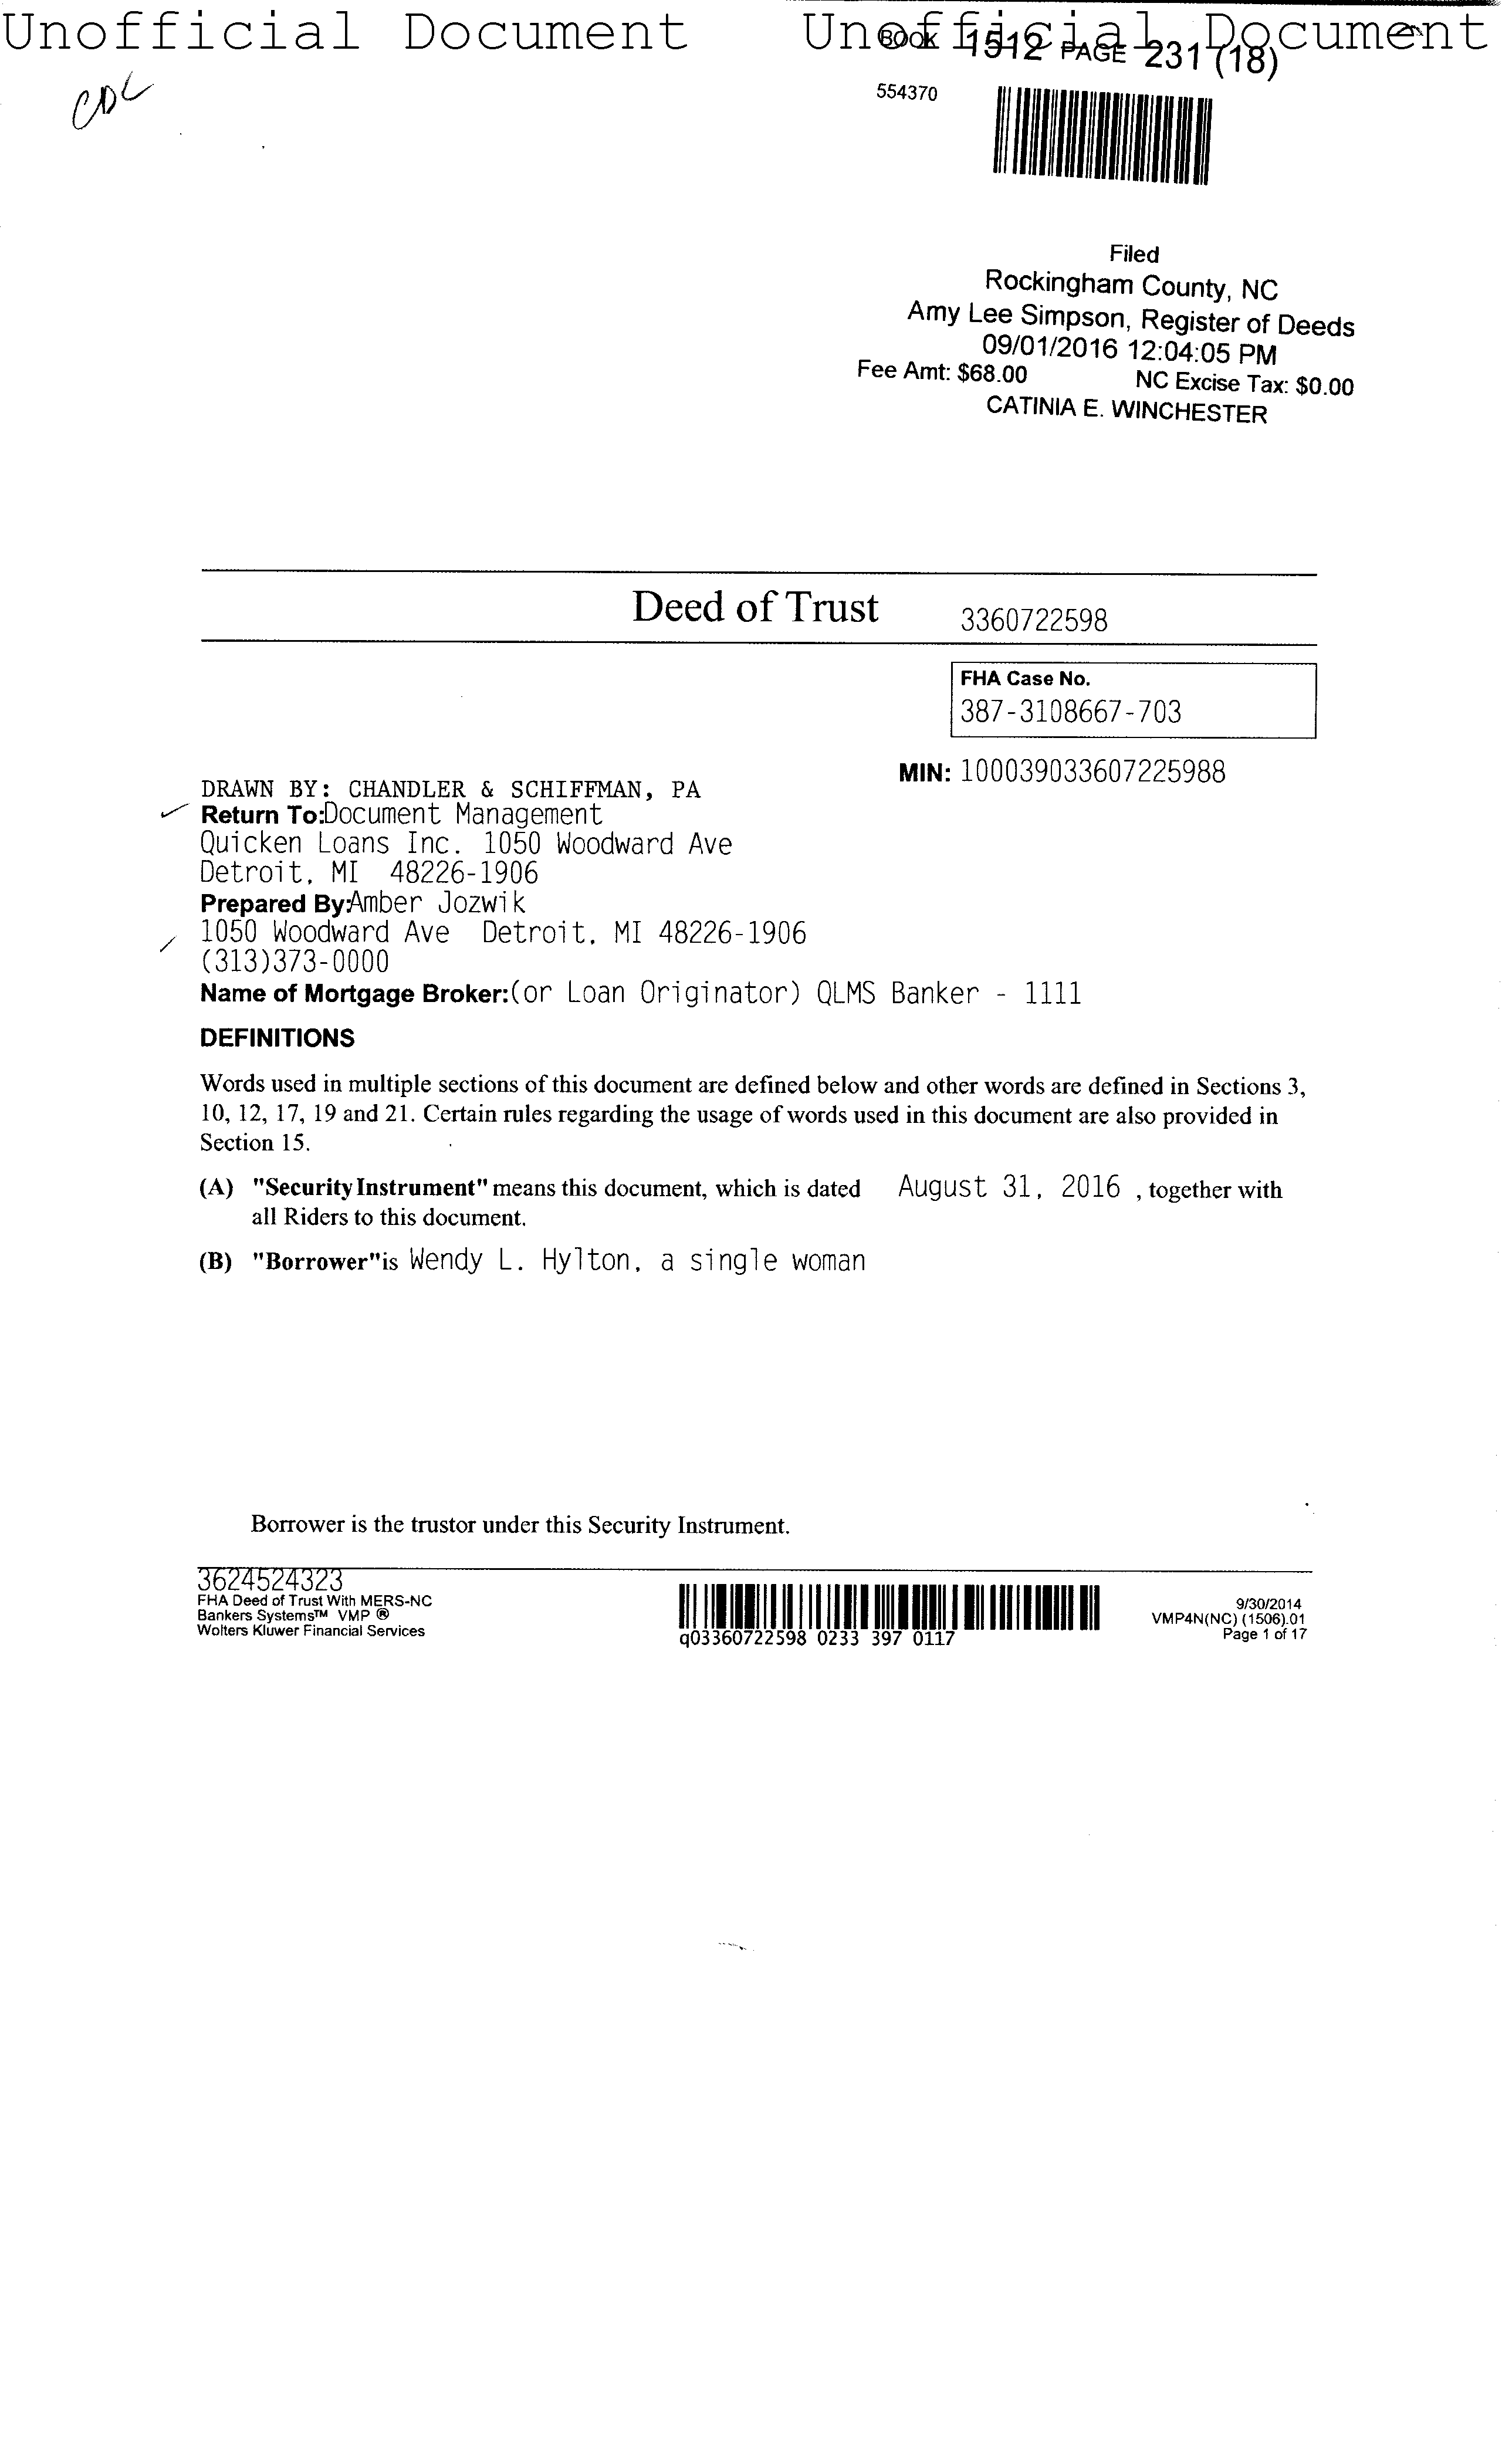 Unofficial Document Unofficial Document
BOOK 1512 PAGE 231 (18)
CDL
554370
Filed
Rockingham County, NC
Amy Lee Simpson, Register of Deeds
09/01/2016 12:04:05 PM
Fee Amt: $68.00 NC Excise Tax: $0.00
CATINIA E. WINCHESTER
Deed of Trust 3360722598
FHA Case No.
387-3108667-703
MIN: 100039033607225988
DRAWN BY: CHANDLER & SCHIFFMAN, PA
Return To:Document Management
Quicken Loans Inc. 1050 Woodward Ave
Detroit, MI 48226-1906
Prepared By:Amber Jozwik
1050 Woodward Ave Detroit, MI 48226-1906
(313)373-0000
Name of Mortgage Broker:(or Loan Originator) QLMS Banker - 1111
DEFINITIONS
Words used in multiple sections of this document are defined below and other words are defined in Sections 3,
10, 12, 17, 19 and 21. Certain rules regarding the usage of words used in this document are also provided in
Section 15.
(A) "Security Instrument" means this document, which is dated August 31, 2016 , together with
all Riders to this document.
(B) "Borrower"is Wendy L. Hylton, a single woman
Borrower is the trustor under this Security Instrument.
3624524323
FHA Deed of Trust With MERS-NC
Bankers Systems™ VMP ®
Wolters Kluwer Financial Services
q03360722598 0233 397 0117
9/30/2014
VMP4N(NC) (1506).01
Page 1 of 17